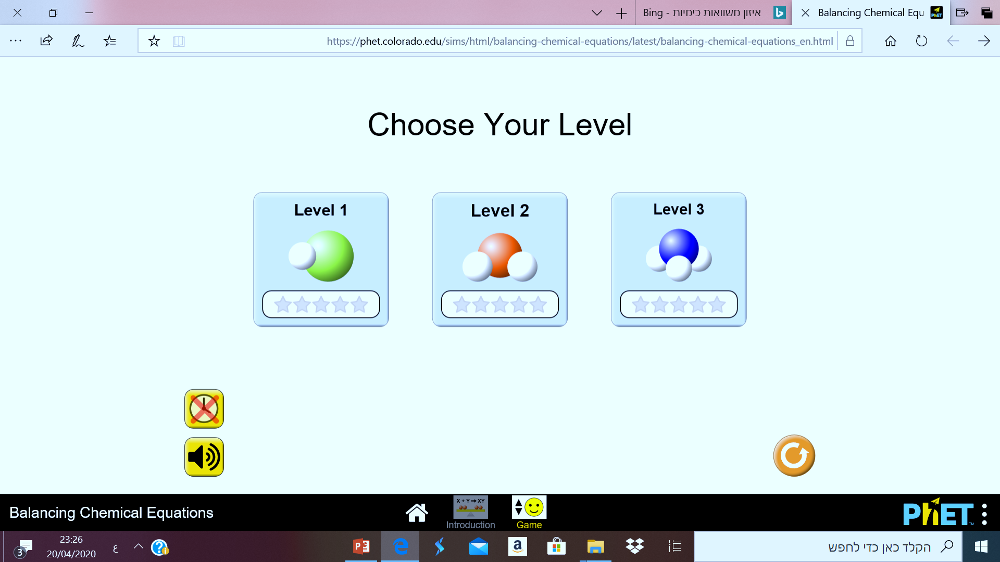 Bing - איזון משוואות כימיות
Balancing Chemical Equ
https://phet.colorado.edu/sims/html/balancing-chemical-equations/latest/balancing-chemical-equations_en.html
Choose Your Level
Level 1
Level 2
Level 3
Balancing Chemical Equations
X + Y → XY
Introduction
Game
PhET™
23:26
20/04/2020
3
ع
הקלד כאן כדי לחפש